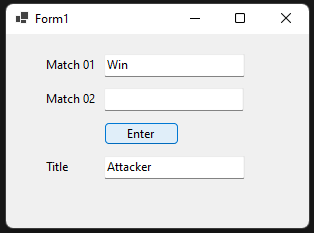 Form1
Match 01 Win
Match 02
Enter
Title Attacker